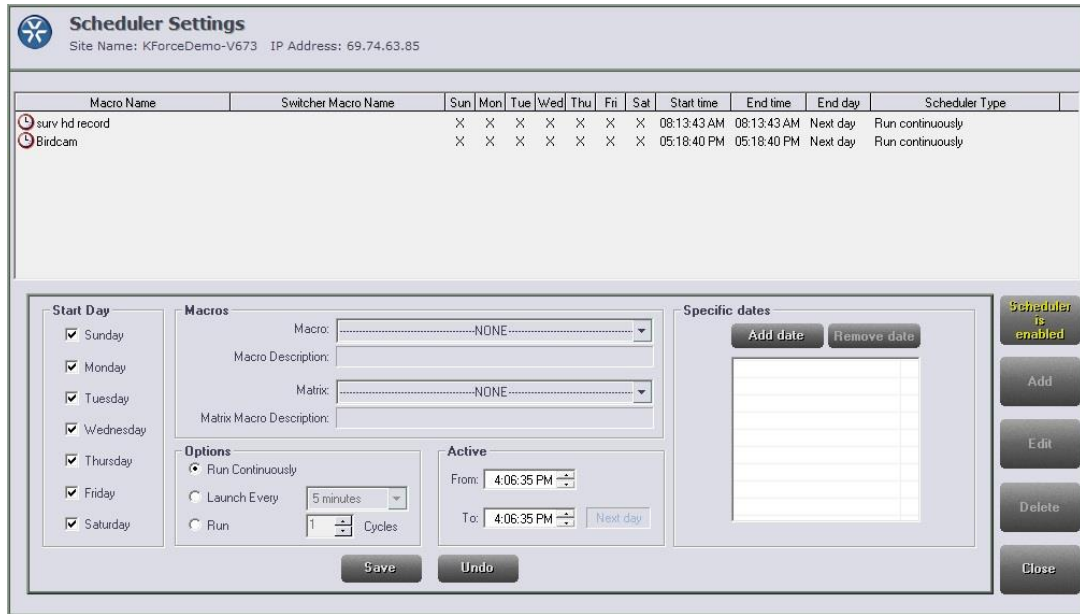 Scheduler Settings
Site Name: KForceDemo-V673 IP Address: 69.74.63.85
Macro Name Switcher Macro Name Sun Mon Tue Wed Thu Fri Sat Start time End time End day Scheduler Type
surv hd record X X X X X X X 08:13:43 AM 08:13:43 AM Next day Run continuously
Birdcam X X X X X X X 05:18:40 PM 05:18:40 PM Next day Run continuously
Start Day
Sunday
Monday
Tuesday
Wednesday
Thursday
Friday
Saturday
Macros
Macro: NONE
Macro Description:
Matrix: NONE
Matrix Macro Description:
Options
Run Continuously
Launch Every 5 minutes
Run 1 Cycles
Active
From: 4:06:35 PM
To: 4:06:35 PM Next day
Specific dates
Add date Remove date
Save Undo
Scheduler
is
enabled
Add
Edit
Delete
Close